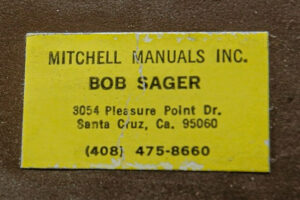 MITCHELL MANUALS INC.
BOB SAGER
3054 Pleasure Point Dr.
Santa Cruz, Ca. 95060
(408) 475-8660